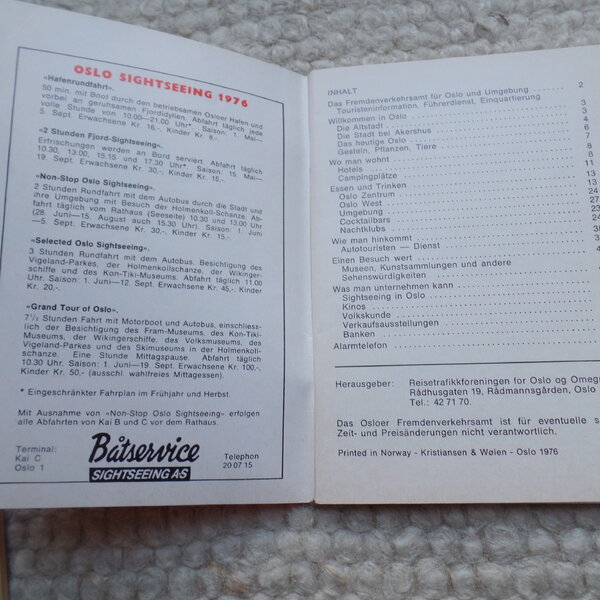 OSLO SIGHTSEEING 1976
«Hafenrundfahrt».
50 min. mit Boot durch den betriebsamen Osloer Hafen und
vorbei an geruhsamen Fjordidyllen. Abfahrt täglich jede
volle Stunde von 10.00—21.00 Uhr* Saison: 1. Mai—
5. Sept. Erwachsene Kr. 16,-. Kinder Kr. 8,-.
«2 Stunden Fjord-Sightseeing».
Erfrischungen werden an Bord serviert. Abfahrt täglich
10.30, 13.00, 15.15 und 17.30 Uhr* Saison: 15. Mai—
19. Sept. Erwachsene Kr. 30,-. Kinder Kr. 15,-.
«Non-Stop Oslo Sightseeing».
2 Stunden Rundfahrt mit dem Autobus durch die Stadt und
ihre Umgebung mit Besuch der Holmenkoll-Schanze. Ab-
fahrt täglich vom Rathaus (Seeseite) 10.30 und 13.00 Uhr
(28. Juni—15. August auch 15.30 Uhr). Saison: 1. Juni
—5. Sept. Erwachsene Kr. 30,-. Kinder Kr. 15,-.
«Selected Oslo Sightseeing».
3 Stunden Rundfahrt mit dem Autobus. Besichtigung des
Vigeland-Parkes, der Holmenkollenschanze, der Wikinger-
schiffe und des Kon-Tiki-Museums. Abfahrt täglich 11.00
Uhr. Saison: 1. Juni—12. Sept. Erwachsene Kr. 45,-. Kinder
Kr. 20,-.
«Grand Tour of Oslo».
7½ Stunden Fahrt mit Motorboot und Autobus, einschliess-
lich der Besichtigung des Fram-Museums, des Kon-Tiki-
Museums, der Wikingerschiffe, des Volksmuseums, des
Vigeland-Parkes und des Skimuseums in der Holmenkoll-
schanze. Eine Stunde Mittagspause. Abfahrt täglich
10.30 Uhr. Saison: 1. Juni—19. Sept. Erwachsene Kr. 100,-,
Kinder Kr. 50,- (ausschl. wahlfreies Mittagessen).
* Eingeschränkter Fahrplan im Frühjahr und Herbst.
Mit Ausnahme von «Non-Stop Oslo Sightseeing» erfolgen
alle Abfahrten von Kai B und C vor dem Rathaus.
Terminal:
Kai C
Oslo 1
Båtservice
SIGHTSEEING A·S
Telephon
20 07 15
INHALT
Das Fremdenverkehrsamt für Oslo und Umgebung . . . . . . 2
Touristeninformation, Führerdienst, Einquartierung
Willkommen in Oslo 3
Die Altstadt 3
Die Stadt bei Akershus 4
Das heutige Oslo 6
Gestein, Pflanzen, Tiere 7
Wo man wohnt 8
Hotels 8
Campingplätze 13
Essen und Trinken 13
Oslo Zentrum 24
Oslo West 27
Umgebung 23
Cocktailbars 24
Nachtklubs
Wie man hinkommt
Autotouristen — Dienst
Einen Besuch wert
Museen, Kunstsammlungen und andere
Sehenswürdigkeiten
Was man unternehmen kann
Sightseeing in Oslo
Kinos
Volkskunde
Verkaufsausstellungen
Banken
Alarmtelefon
Herausgeber: Reisetrafikkforeningen for Oslo og Omegn
Rådhusgaten 19, Rådmannsgården, Oslo
Tel.: 42 71 70.
Das Osloer Fremdenverkehrsamt ist für eventuelle
Zeit- und Preisänderungen nicht verantwortlich.
Printed in Norway - Kristiansen & Wøien - Oslo 1976